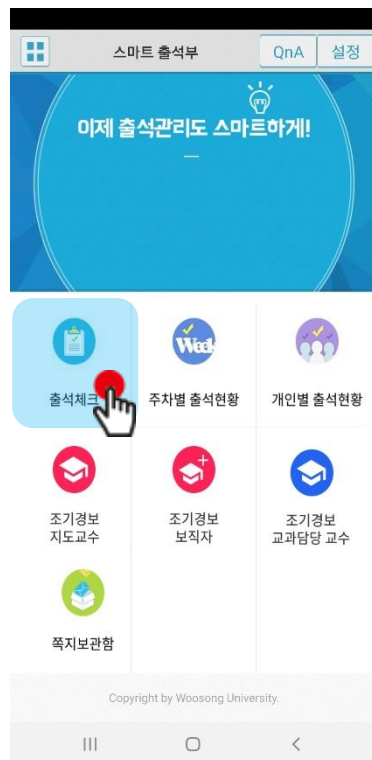 스마트 출석부
QnA
설정
이제 출석관리도 스마트하게!
Week
출석체크
주차별 출석현황
개인별 출석현황
조기경보
지도교수
조기경보
보직자
조기경보
교과담당 교수
쪽지보관함
Copyright by Woosong University.